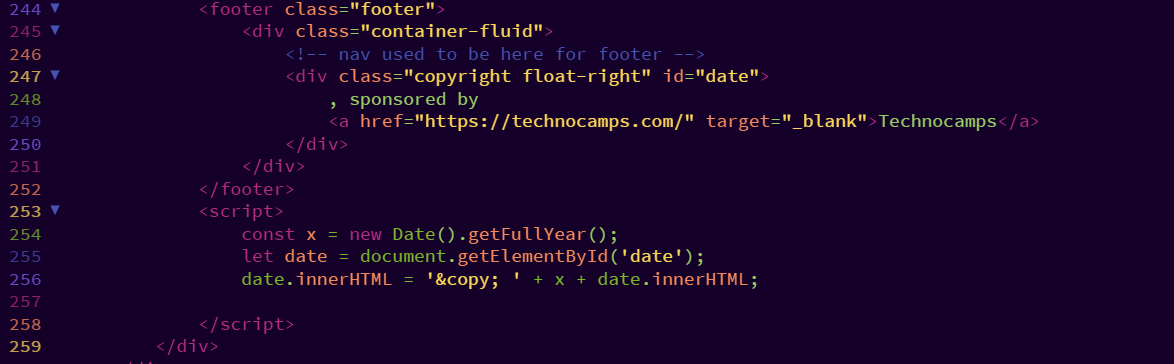 244 ▼ <footer class="footer">
245 ▼ <div class="container-fluid">
246 <!-- nav used to be here for footer -->
247 ▼ <div class="copyright float-right" id="date">
248 , sponsored by
249 <a href="https://technocamps.com/" target="_blank">Technocamps</a>
250 </div>
251 </div>
252 </footer>
253 ▼ <script>
254 const x = new Date().getFullYear();
255 let date = document.getElementById('date');
256 date.innerHTML = '&copy; ' + x + date.innerHTML;
257
258 </script>
259 </div>